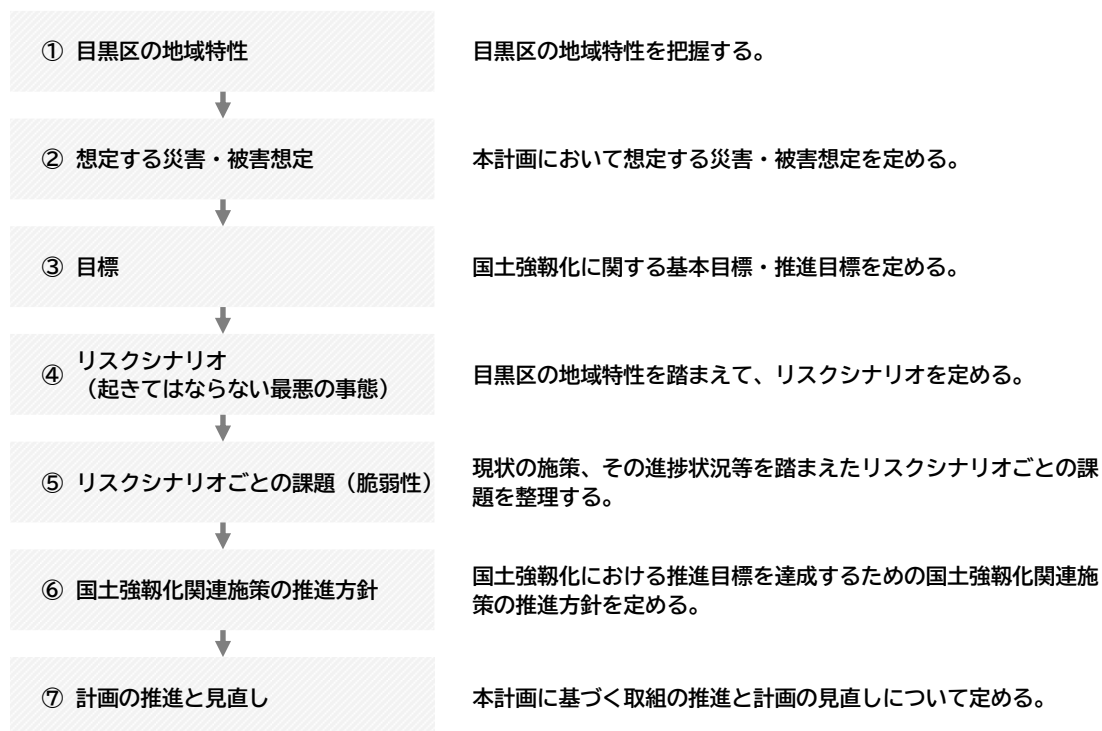 ① 目黒区の地域特性
目黒区の地域特性を把握する。
② 想定する災害・被害想定
本計画において想定する災害・被害想定を定める。
③ 目標
国土強靱化に関する基本目標・推進目標を定める。
④ リスクシナリオ
（起きてはならない最悪の事態）
目黒区の地域特性を踏まえて、リスクシナリオを定める。
⑤ リスクシナリオごとの課題（脆弱性）
現状の施策、その進捗状況等を踏まえたリスクシナリオごとの課
題を整理する。
⑥ 国土強靱化関連施策の推進方針
国土強靱化における推進目標を達成するための国土強靱化関連施
策の推進方針を定める。
⑦ 計画の推進と見直し
本計画に基づく取組の推進と計画の見直しについて定める。